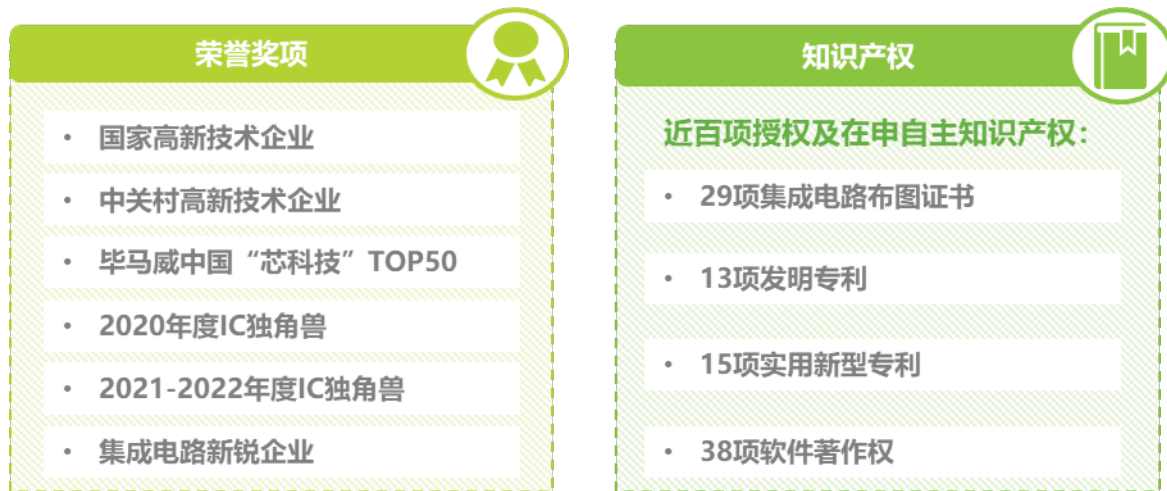 荣誉奖项
• 国家高新技术企业
• 中关村高新技术企业
• 毕马威中国“芯科技”TOP50
• 2020年度IC独角兽
• 2021-2022年度IC独角兽
• 集成电路新锐企业
知识产权
近百项授权及在申自主知识产权：
• 29项集成电路布图证书
• 13项发明专利
• 15项实用新型专利
• 38项软件著作权